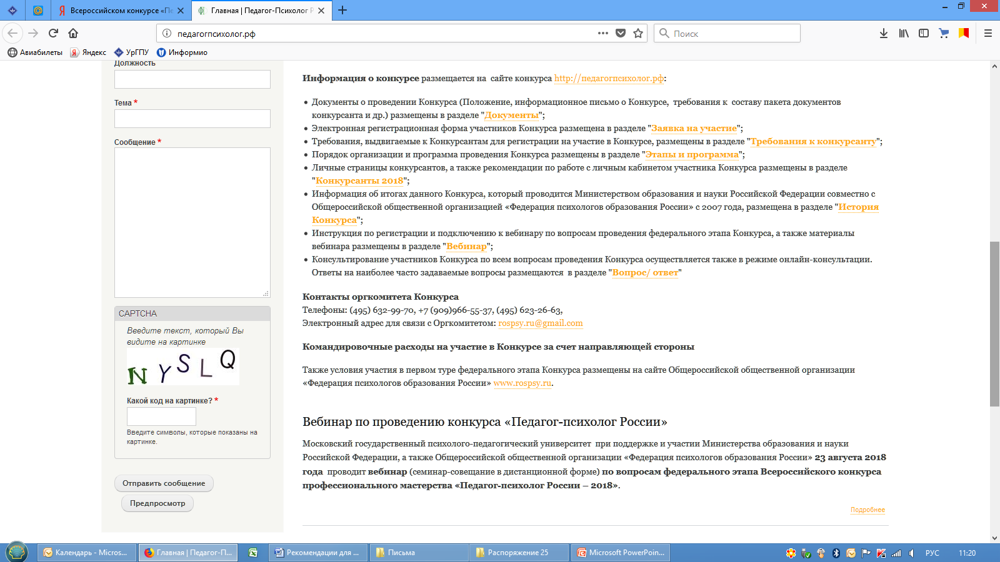 Всероссийском конкурсе «Пе
Главная | Педагог-Психолог Р
педагогпсихолог.рф
Поиск
Авиабилеты
Яндекс
УрГПУ
Информио
Должность
Тема *
Сообщение *
CAPTCHA
Введите текст, который Вы
видите на картинке
N Y S L Q
Какой код на картинке? *
Введите символы, которые показаны на
картинке.
Отправить сообщение
Предпросмотр
Информация о конкурсе размещается на сайте конкурса http://педагогпсихолог.рф:
• Документы о проведении Конкурса (Положение, информационное письмо о Конкурсе, требования к составу пакета документов
конкурсанта и др.) размещены в разделе "Документы";
• Электронная регистрационная форма участников Конкурса размещена в разделе "Заявка на участие";
• Требования, выдвигаемые к Конкурсантам для регистрации на участие в Конкурсе, размещены в разделе "Требования к конкурсанту";
• Порядок организации и программа проведения Конкурса размещены в разделе "Этапы и программа";
• Личные страницы конкурсантов, а также рекомендации по работе с личным кабинетом участника Конкурса размещены в разделе
"Конкурсанты 2018";
• Информация об итогах данного Конкурса, который проводится Министерством образования и науки Российской Федерации совместно с
Общероссийской общественной организацией «Федерация психологов образования России» с 2007 года, размещена в разделе "История
Конкурса";
• Инструкция по регистрации и подключению к вебинару по вопросам проведения федерального этапа Конкурса, а также материалы
вебинара размещены в разделе "Вебинар";
• Консультирование участников Конкурса по всем вопросам проведения Конкурса осуществляется также в режиме онлайн-консультации.
Ответы на наиболее часто задаваемые вопросы размещаются в разделе "Вопрос/ ответ"
Контакты оргкомитета Конкурса
Телефоны: (495) 632-99-70, +7 (909)966-55-37, (495) 623-26-63,
Электронный адрес для связи с Оргкомитетом: rospsy.ru@gmail.com
Командировочные расходы на участие в Конкурсе за счет направляющей стороны
Также условия участия в первом туре федерального этапа Конкурса размещены на сайте Общероссийской общественной организации
«Федерация психологов образования России» www.rospsy.ru.
Вебинар по проведению конкурса «Педагог-психолог России»
Московский государственный психолого-педагогический университет при поддержке и участии Министерства образования и науки
Российской Федерации, а также Общероссийской общественной организации «Федерация психологов образования России» 23 августа 2018
года проводит вебинар (семинар-совещание в дистанционной форме) по вопросам федерального этапа Всероссийского конкурса
профессионального мастерства «Педагог-психолог России – 2018».
Подробнее
Календарь - Micros...
Главная | Педагог-П...
Рекомендации для ...
Письма
Распоряжение 25
Microsoft PowerPoin...
РУС
11:20